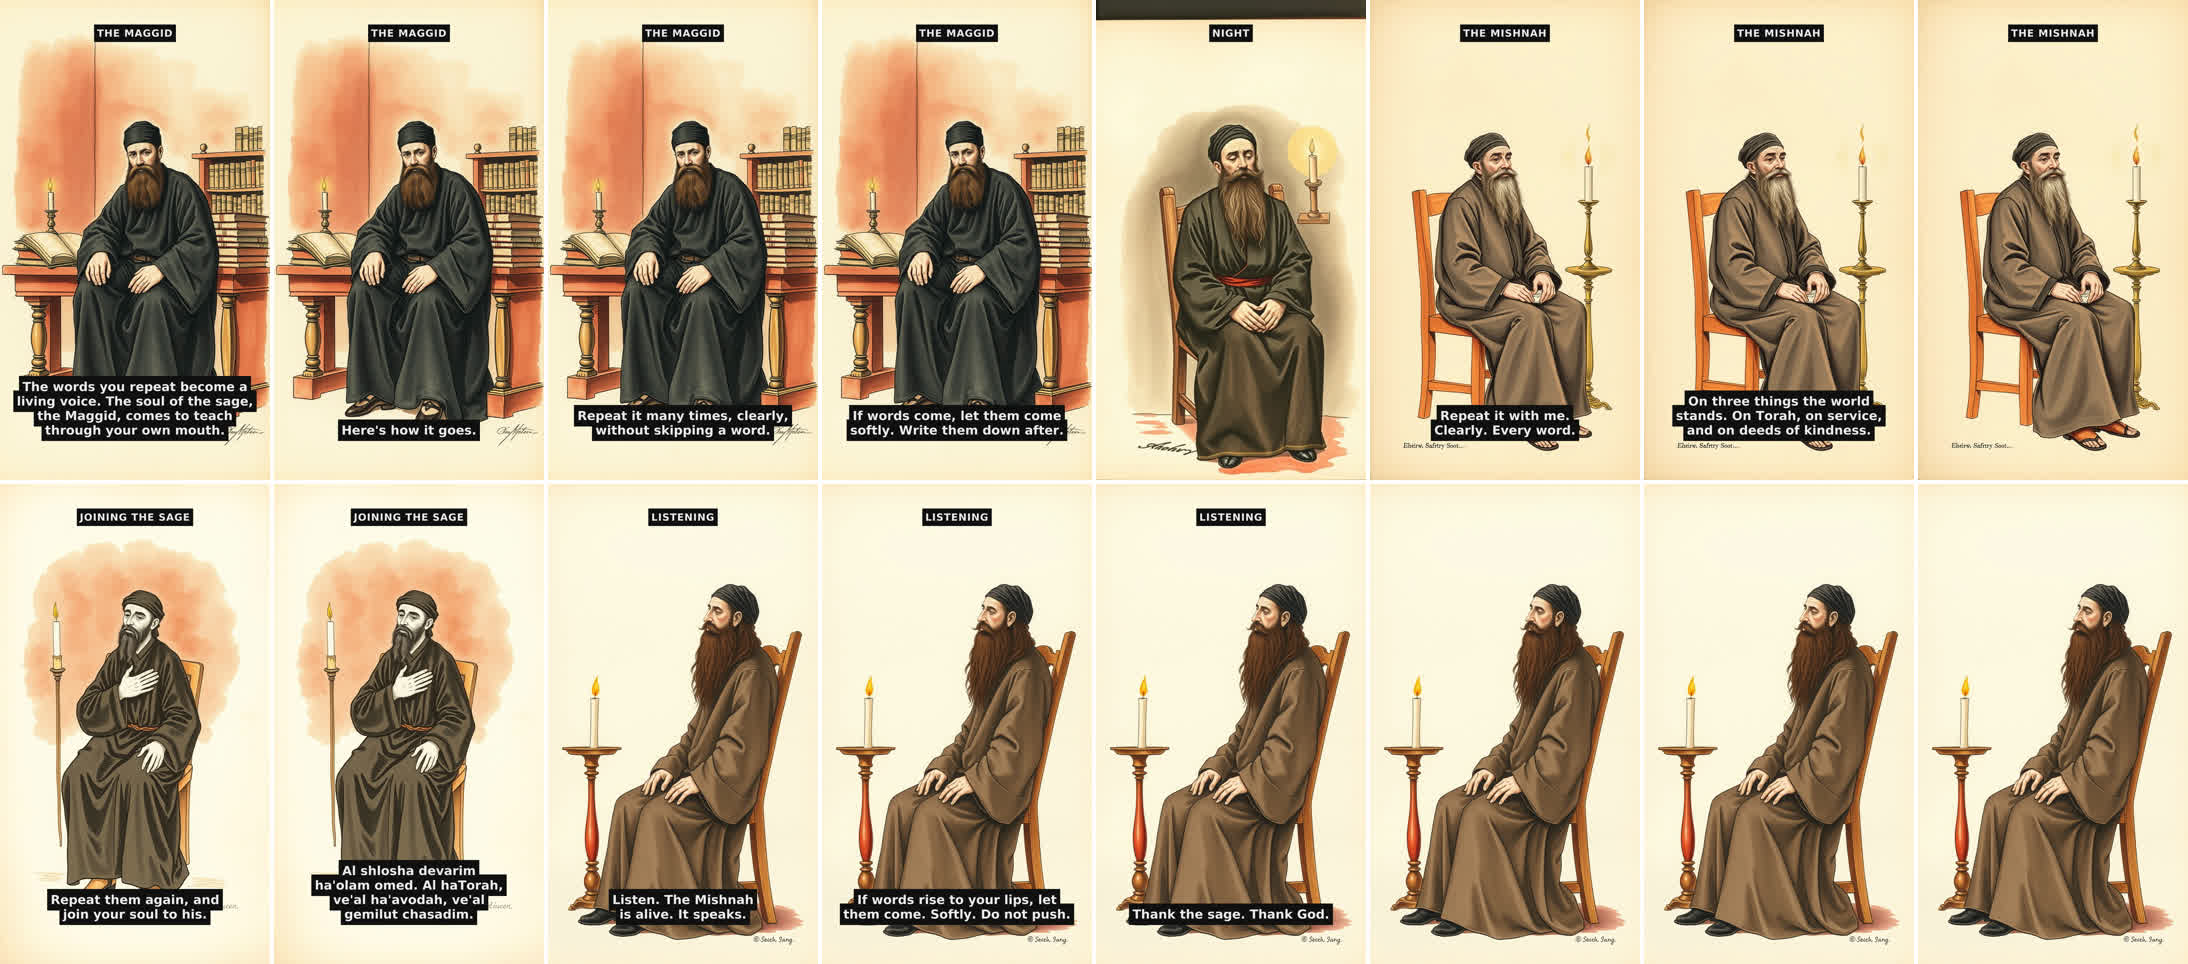 THE MAGGID
The words you repeat become a
living voice. The soul of the sage,
the Maggid, comes to teach
through your own mouth.
THE MAGGID
Here's how it goes.
THE MAGGID
Repeat it many times, clearly,
without skipping a word.
THE MAGGID
If words come, let them come
softly. Write them down after.
NIGHT
THE MISHNAH
Repeat it with me.
Clearly. Every word.
THE MISHNAH
On three things the world
stands. On Torah, on service,
and on deeds of kindness.
THE MISHNAH
JOINING THE SAGE
Repeat them again, and
join your soul to his.
JOINING THE SAGE
Al shlosha devarim
ha'olam omed. Al haTorah,
ve'al ha'avodah, ve'al
gemilut chasadim.
LISTENING
Listen. The Mishnah
is alive. It speaks.
LISTENING
If words rise to your lips, let
them come. Softly. Do not push.
LISTENING
Thank the sage. Thank God.